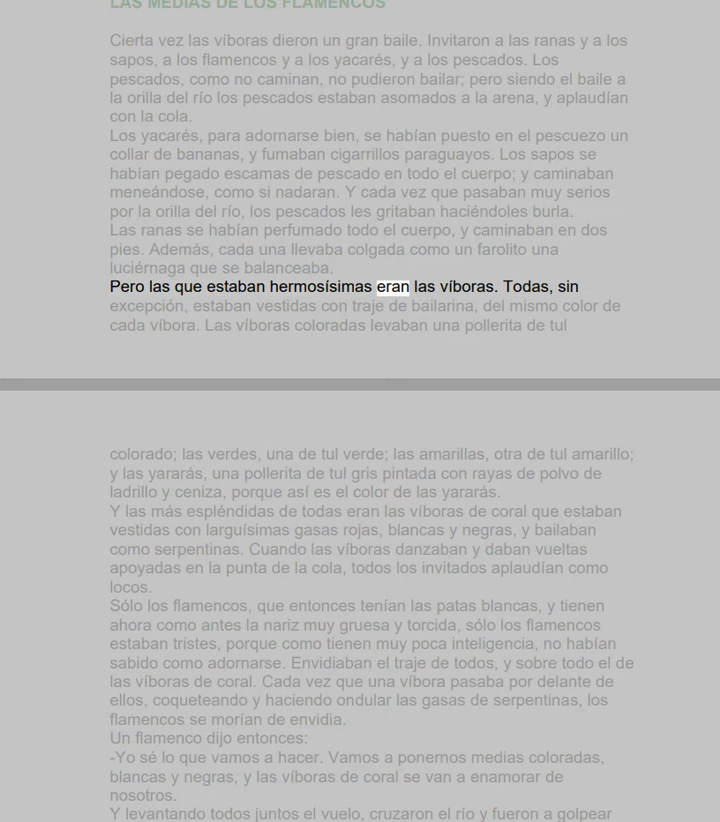 LAS MEDIAS DE LOS FLAMENCOS
Cierta vez las víboras dieron un gran baile. Invitaron a las ranas y a los
sapos, a los flamencos y a los yacarés, y a los pescados. Los
pescados, como no caminan, no pudieron bailar; pero siendo el baile a
la orilla del río los pescados estaban asomados a la arena, y aplaudían
con la cola.
Los yacarés, para adornarse bien, se habían puesto en el pescuezo un
collar de bananas, y fumaban cigarrillos paraguayos. Los sapos se
habían pegado escamas de pescado en todo el cuerpo; y caminaban
meneándose, como si nadaran. Y cada vez que pasaban muy serios
por la orilla del río, los pescados les gritaban haciéndoles burla.
Las ranas se habían perfumado todo el cuerpo, y caminaban en dos
pies. Además, cada una llevaba colgada como un farolito una
luciérnaga que se balanceaba.
Pero las que estaban hermosísimas eran las víboras. Todas, sin
excepción, estaban vestidas con traje de bailarina, del mismo color de
cada víbora. Las víboras coloradas levaban una pollerita de tul
colorado; las verdes, una de tul verde; las amarillas, otra de tul amarillo;
y las yararás, una pollerita de tul gris pintada con rayas de polvo de
ladrillo y ceniza, porque así es el color de las yararás.
Y las más espléndidas de todas eran las víboras de coral que estaban
vestidas con larguísimas gasas rojas, blancas y negras, y bailaban
como serpentinas. Cuando las víboras danzaban y daban vueltas
apoyadas en la punta de la cola, todos los invitados aplaudían como
locos.
Sólo los flamencos, que entonces tenían las patas blancas, y tienen
ahora como antes la nariz muy gruesa y torcida, sólo los flamencos
estaban tristes, porque como tienen muy poca inteligencia, no habían
sabido como adornarse. Envidiaban el traje de todos, y sobre todo el de
las víboras de coral. Cada vez que una víbora pasaba por delante de
ellos, coqueteando y haciendo ondular las gasas de serpentinas, los
flamencos se morían de envidia.
Un flamenco dijo entonces:
-Yo sé lo que vamos a hacer. Vamos a ponernos medias coloradas,
blancas y negras, y las víboras de coral se van a enamorar de
nosotros.
Y levantando todos juntos el vuelo, cruzaron el río y fueron a golpear